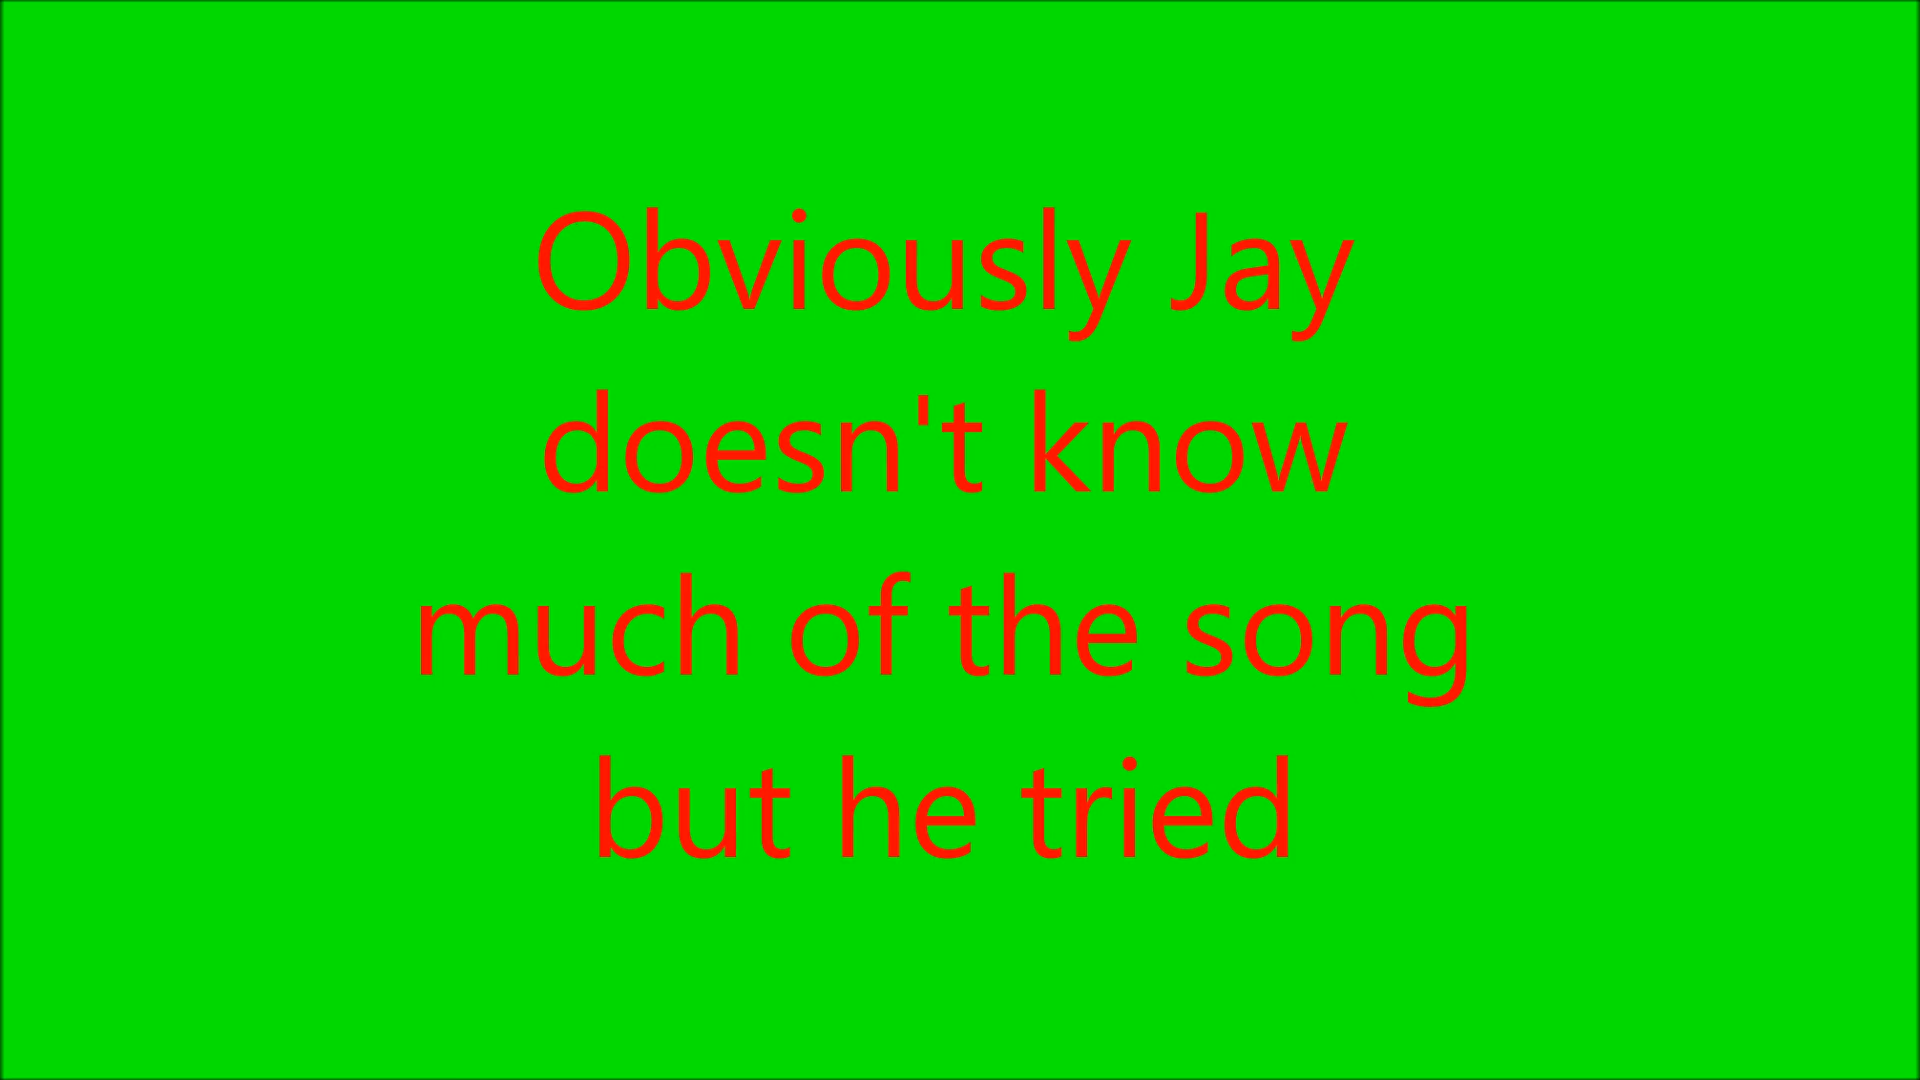 Obviously Jay
doesn't know
much of the song
but he tried